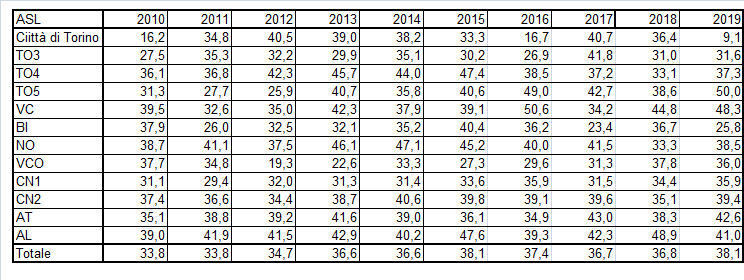 ASL 2010 2011 2012 2013 2014 2015 2016 2017 2018 2019
Ciittà di Torino 16,2 34,8 40,5 39,0 38,2 33,3 16,7 40,7 36,4 9,1
TO3 27,5 35,3 32,2 29,9 35,1 30,2 26,9 41,8 31,0 31,6
TO4 36,1 36,8 42,3 45,7 44,0 47,4 38,5 37,2 33,1 37,3
TO5 31,3 27,7 25,9 40,7 35,8 40,6 49,0 42,7 38,6 50,0
VC 39,5 32,6 35,0 42,3 37,9 39,1 50,6 34,2 44,8 48,3
BI 37,9 26,0 32,5 32,1 35,2 40,4 36,2 23,4 36,7 25,8
NO 38,7 41,1 37,5 46,1 47,1 45,2 40,0 41,5 33,3 38,5
VCO 37,7 34,8 19,3 22,6 33,3 27,3 29,6 31,3 37,8 36,0
CN1 31,1 29,4 32,0 31,3 31,4 33,6 35,9 31,5 34,4 35,9
CN2 37,4 36,6 34,4 38,7 40,6 39,8 39,1 39,6 35,1 39,4
AT 35,1 38,8 39,2 41,6 39,0 36,1 34,9 43,0 38,3 42,6
AL 39,0 41,9 41,5 42,9 40,2 47,6 39,3 42,3 48,9 41,0
Totale 33,8 33,8 34,7 36,6 36,6 38,1 37,4 36,7 36,8 38,1